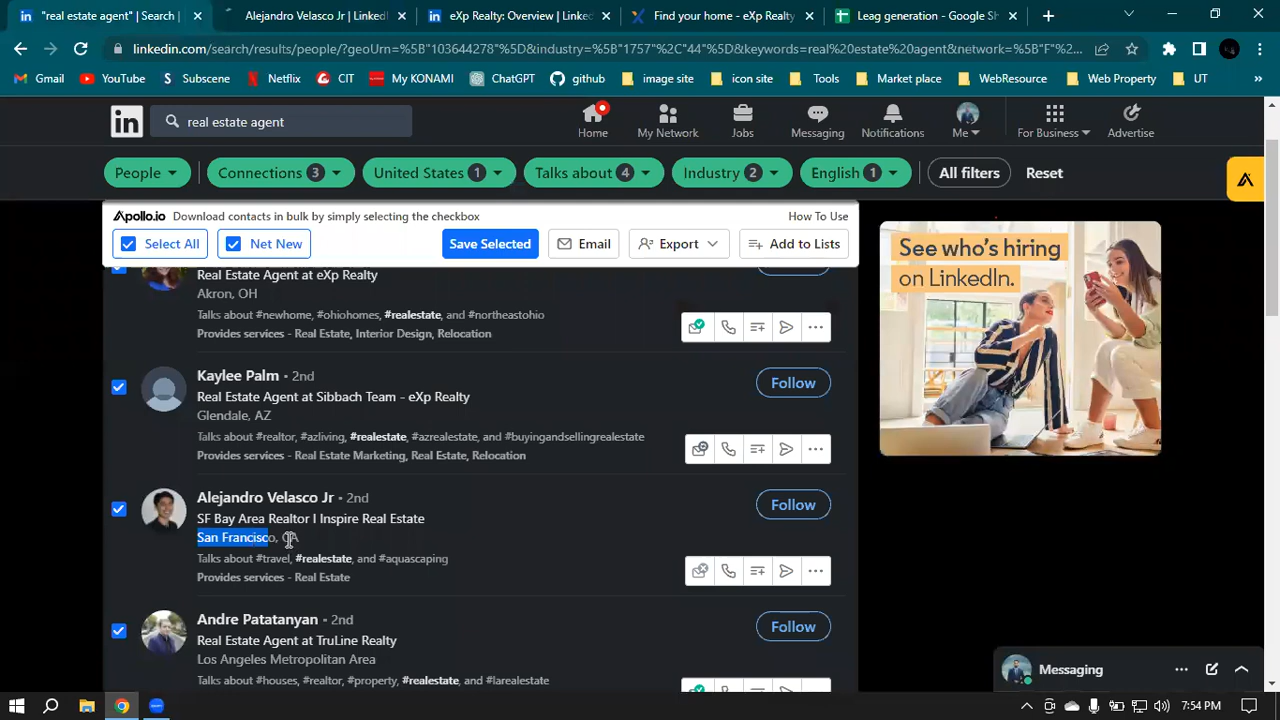 "real estate agent" | Search |
Alejandro Velasco Jr | LinkedI
eXp Realty: Overview | Linked
Find your home - eXp Realty
Leag generation - Google Sh
linkedin.com/search/results/people/?geoUrn=%5B"103644278"%5D&industry=%5B"1757"%2C"44"%5D&keywords=real%20estate%20agent&network=%5B"F"%2C...
Gmail
YouTube
Subscene
Netflix
CIT
My KONAMI
ChatGPT
github
image site
icon site
Tools
Market place
WebResource
Web Property
UT
»
in
real estate agent
Home
My Network
Jobs
Messaging
Notifications
Me
For Business
Advertise
People
Connections 3
United States 1
Talks about 4
Industry 2
English 1
All filters
Reset
Apollo.io Download contacts in bulk by simply selecting the checkbox
How To Use
Select All
Net New
Save Selected
Email
Export
Add to Lists
Real Estate Agent at eXp Realty
Akron, OH
Talks about #newhome, #ohiohomes, #realestate, and #northeastohio
Provides services - Real Estate, Interior Design, Relocation
Kaylee Palm • 2nd
Follow
Real Estate Agent at Sibbach Team - eXp Realty
Glendale, AZ
Talks about #realtor, #azliving, #realestate, #azrealestate, and #buyingandsellingrealestate
Provides services - Real Estate Marketing, Real Estate, Relocation
Alejandro Velasco Jr • 2nd
Follow
SF Bay Area Realtor I Inspire Real Estate
San Francisco, CA
Talks about #travel, #realestate, and #aquascaping
Provides services - Real Estate
Andre Patatanyan • 2nd
Follow
Real Estate Agent at TruLine Realty
Los Angeles Metropolitan Area
Talks about #houses, #realtor, #property, #realestate, and #larealestate
See who's hiring
on LinkedIn.
Messaging
7:54 PM